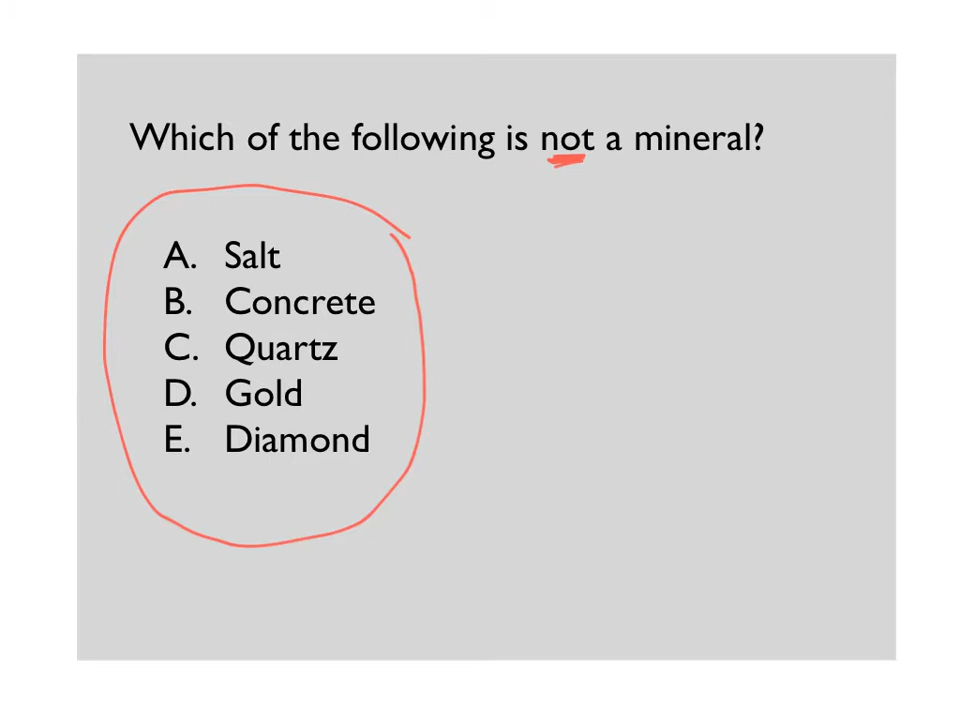 Which of the following is not a mineral?
A. Salt
B. Concrete
C. Quartz
D. Gold
E. Diamond